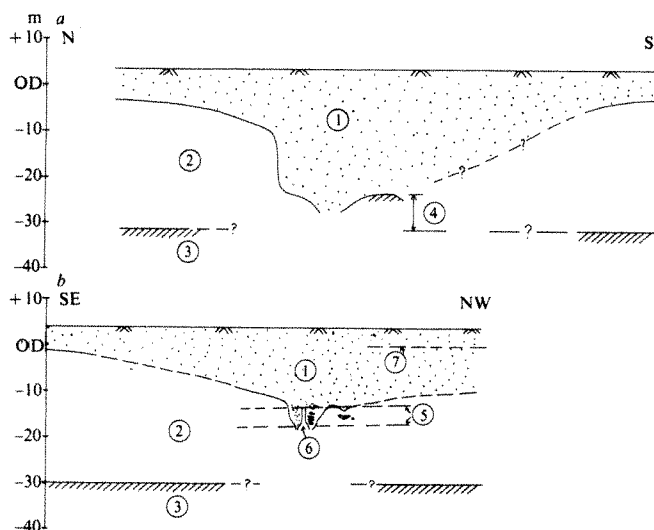 m a
+10 N S
OD
-10 ①
② ?
-20 ?
④
-30 ? ?
③
-40 b
+10 SE NW
OD
① ⑦
-10
② ⑤
-20 ⑥
-30 ? ?
③
-40